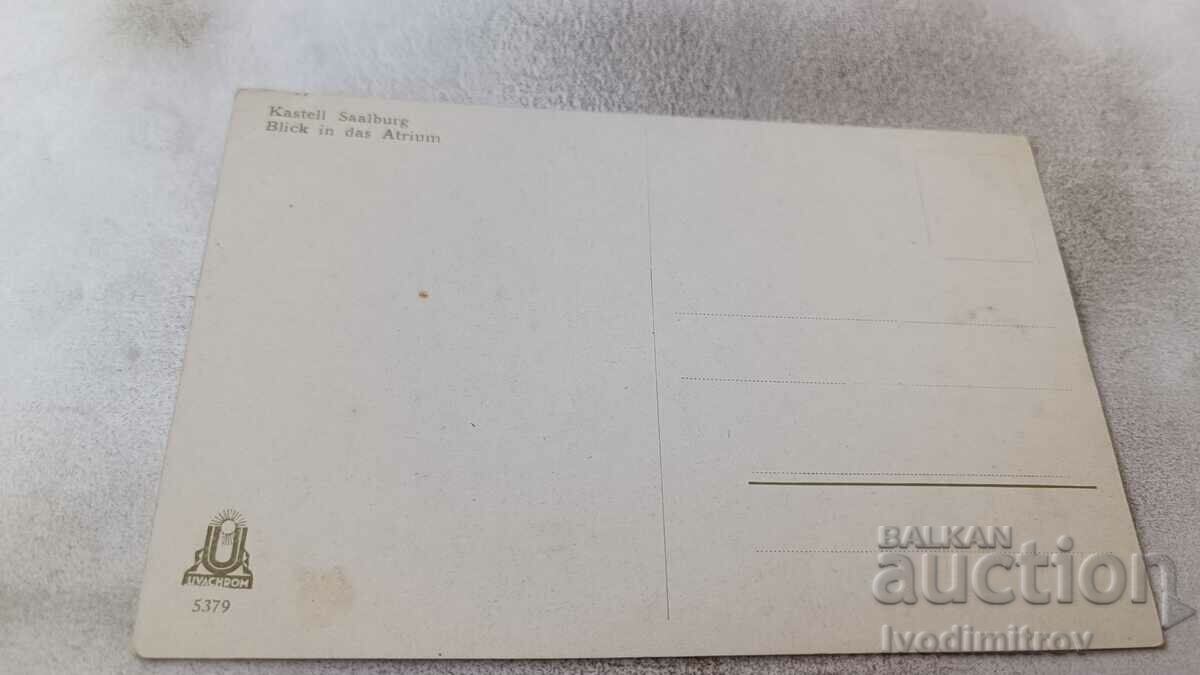 Kastell Saalburg
Blick in das Atrium
U
UVACHROM
5379
BALKAN
auction
Ivodimitrov